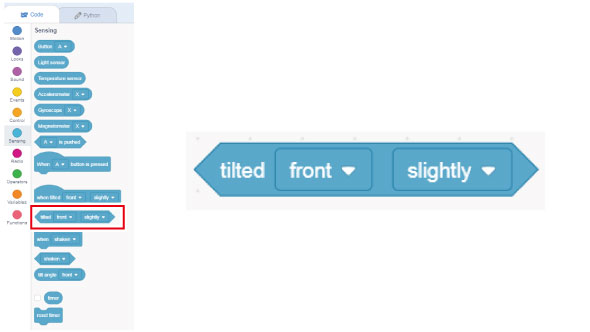 Code Python
Sensing
Motion
Looks
Sound
Events
Control
Sensing
Radio
Operators
Variables
Functions
Button A
Light sensor
Temperature sensor
Accelerometer X
Gyroscope X
Magnetometer X
A is pushed
When A button is pressed
when tilted front slightly
tilted front slightly
when shaken
shaken
tilt angle front
timer
reset timer
tilted front slightly